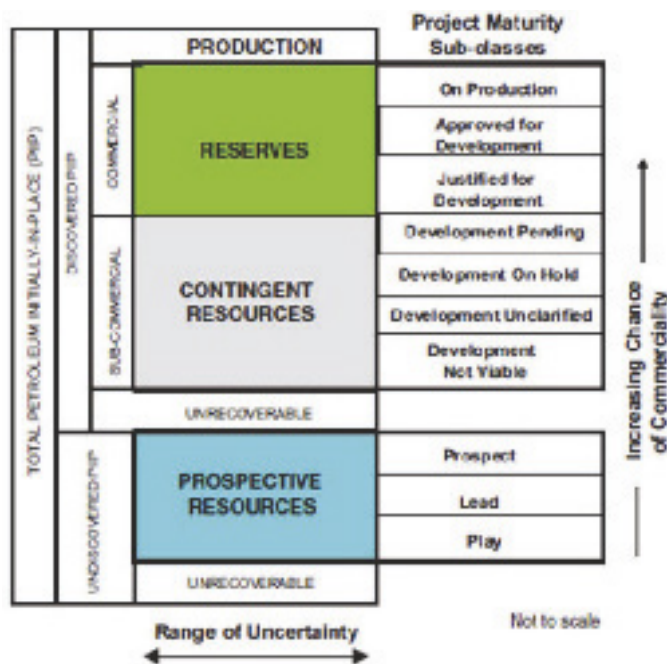 Project Maturity
Sub-classes
PRODUCTION
On Production
Approved for
Development
Justified for
Development
RESERVES
COMMERCIAL
Development Pending
Development On Hold
Development Unclarified
Development
Not Viable
CONTINGENT
RESOURCES
SUB-COMMERCIAL
DISCOVERED PIIP
UNRECOVERABLE
TOTAL PETROLEUM INITIALLY-IN-PLACE (PIIP)
PROSPECTIVE
RESOURCES
Prospect
Lead
Play
UNDISCOVERED PIIP
UNRECOVERABLE
Increasing Chance
of Commerciality
Range of Uncertainty
Not to scale